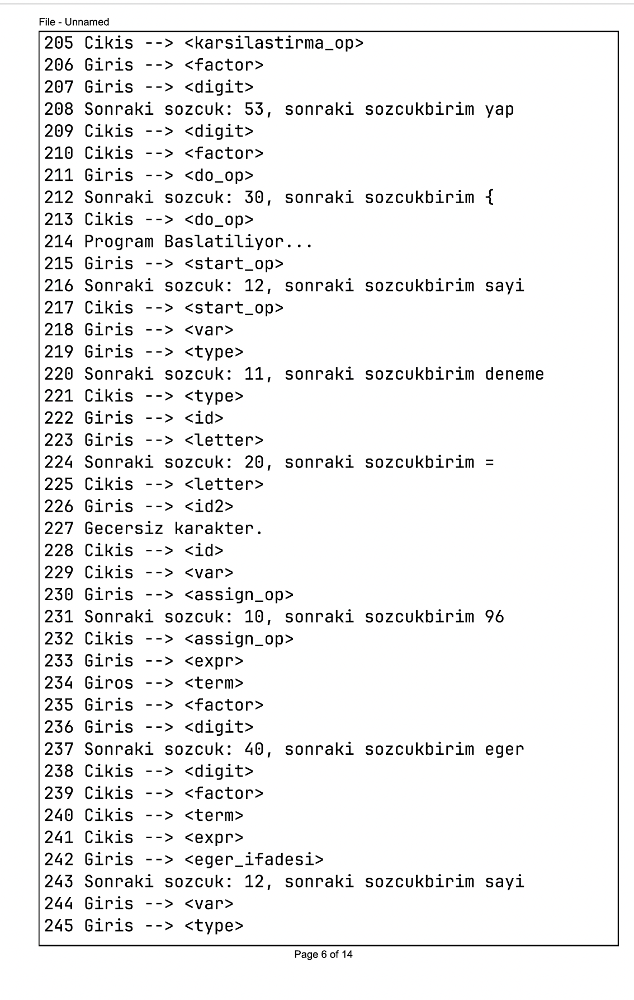 File - Unnamed
205 Cikis --> <karsilastirma_op>
206 Giris --> <factor>
207 Giris --> <digit>
208 Sonraki sozcuk: 53, sonraki sozcukbirim yap
209 Cikis --> <digit>
210 Cikis --> <factor>
211 Giris --> <do_op>
212 Sonraki sozcuk: 30, sonraki sozcukbirim {
213 Cikis --> <do_op>
214 Program Baslatiliyor...
215 Giris --> <start_op>
216 Sonraki sozcuk: 12, sonraki sozcukbirim sayi
217 Cikis --> <start_op>
218 Giris --> <var>
219 Giris --> <type>
220 Sonraki sozcuk: 11, sonraki sozcukbirim deneme
221 Cikis --> <type>
222 Giris --> <id>
223 Giris --> <letter>
224 Sonraki sozcuk: 20, sonraki sozcukbirim =
225 Cikis --> <letter>
226 Giris --> <id2>
227 Gecersiz karakter.
228 Cikis --> <id>
229 Cikis --> <var>
230 Giris --> <assign_op>
231 Sonraki sozcuk: 10, sonraki sozcukbirim 96
232 Cikis --> <assign_op>
233 Giris --> <expr>
234 Giros --> <term>
235 Giris --> <factor>
236 Giris --> <digit>
237 Sonraki sozcuk: 40, sonraki sozcukbirim eger
238 Cikis --> <digit>
239 Cikis --> <factor>
240 Cikis --> <term>
241 Cikis --> <expr>
242 Giris --> <eger_ifadesi>
243 Sonraki sozcuk: 12, sonraki sozcukbirim sayi
244 Giris --> <var>
245 Giris --> <type>
Page 6 of 14